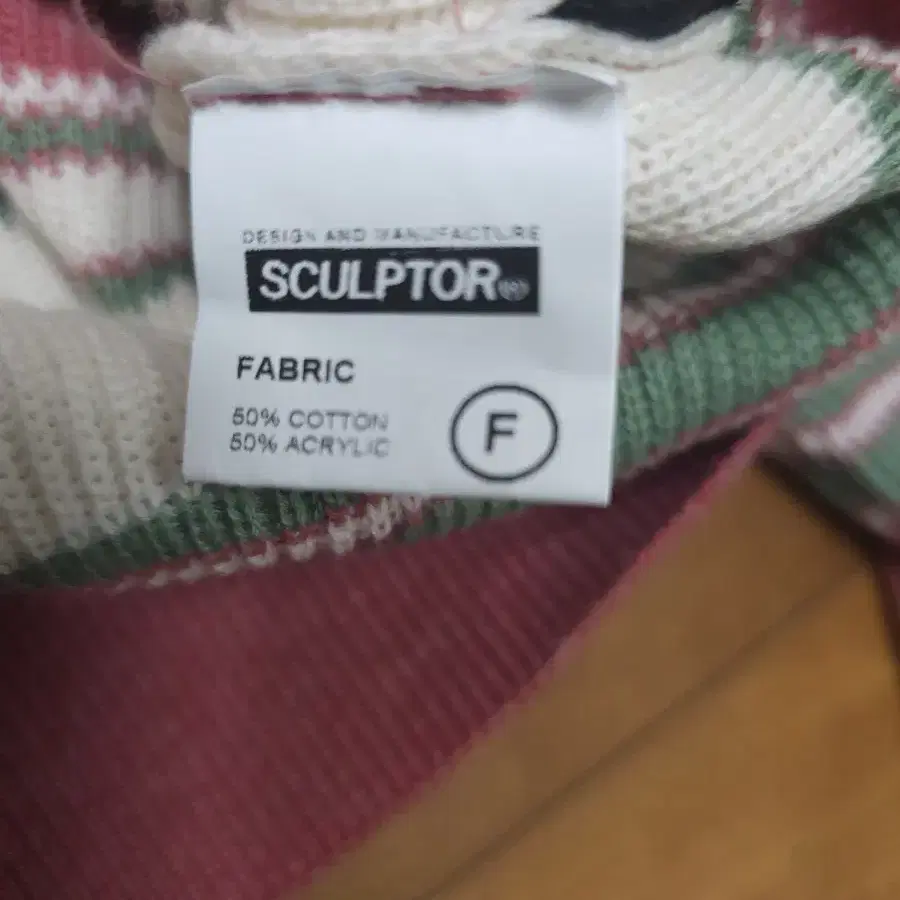 DESIGN AND MANUFACTURE
SCULPTOR®
FABRIC
50% COTTON
50% ACRYLIC
F